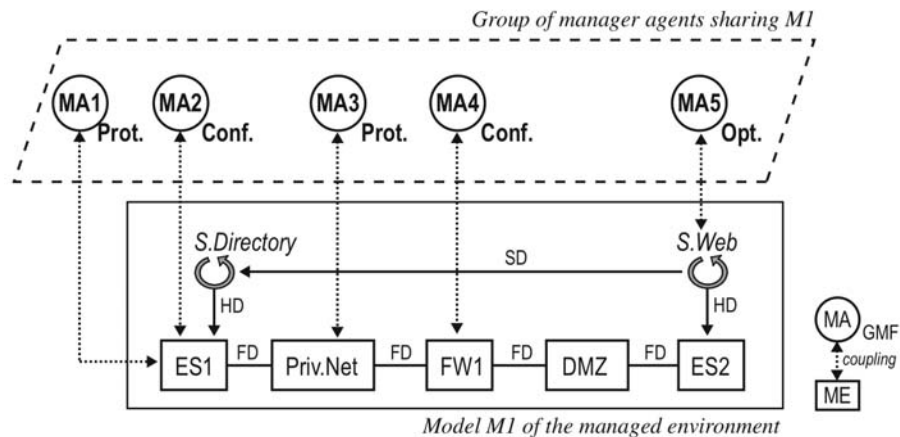 Group of manager agents sharing M1
MA1 MA2 MA3 MA4 MA5
Prot. Conf. Prot. Conf. Opt.
S.Directory SD S.Web
HD HD
ES1 FD Priv.Net FD FW1 FD DMZ FD ES2
MA
GMF
coupling
ME
Model M1 of the managed environment